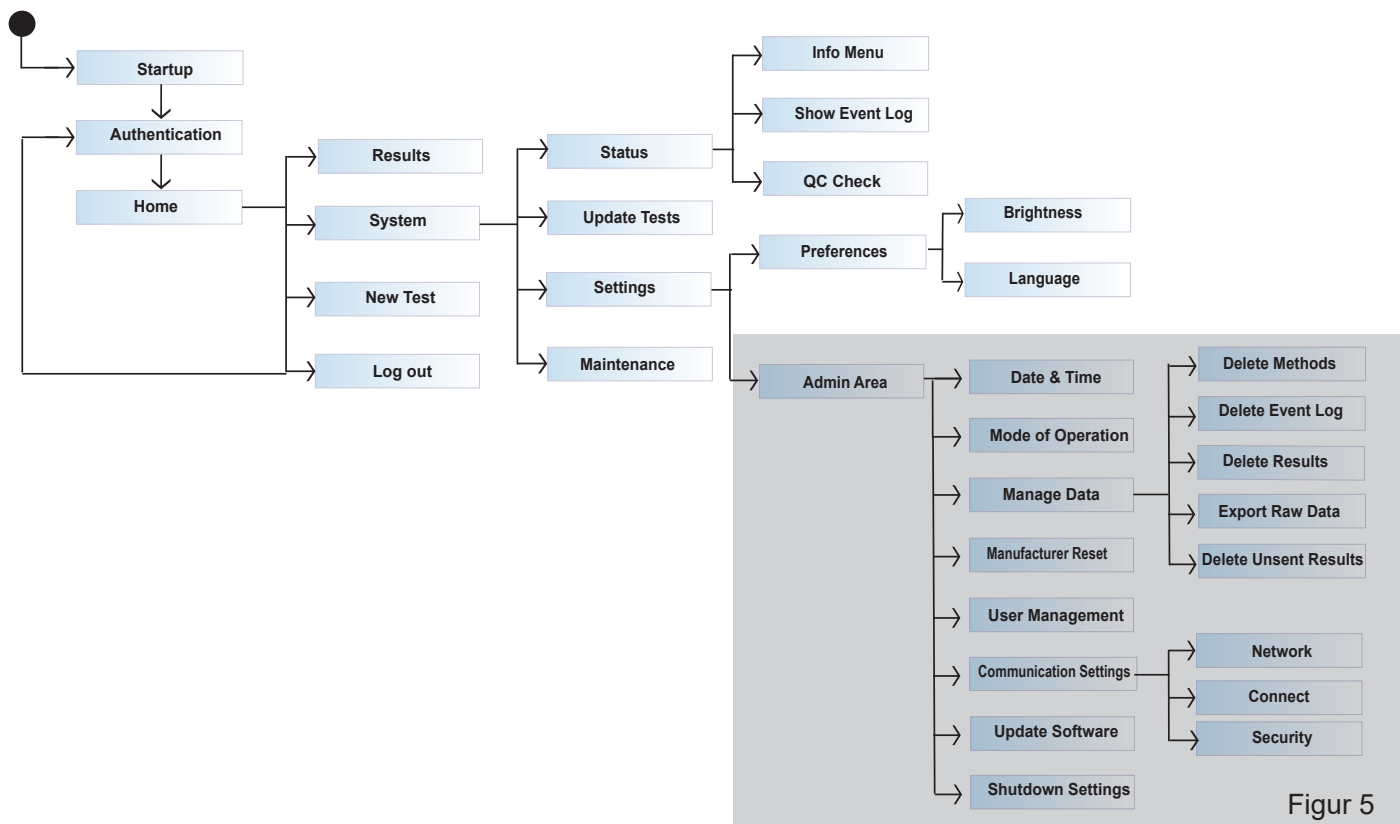 Startup
Authentication
Home
Results
System
New Test
Log out
Status
Update Tests
Settings
Maintenance
Info Menu
Show Event Log
QC Check
Preferences
Brightness
Language
Admin Area
Date & Time
Mode of Operation
Manage Data
Manufacturer Reset
User Management
Communication Settings
Update Software
Shutdown Settings
Delete Methods
Delete Event Log
Delete Results
Export Raw Data
Delete Unsent Results
Network
Connect
Security
Figur 5